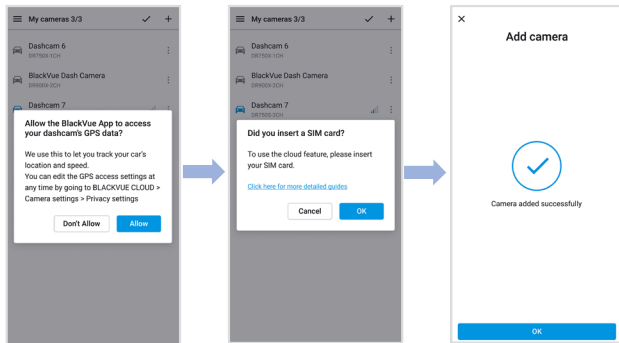 My cameras 3/3
Dashcam 6
DR750X-1CH
BlackVue Dash Camera
DR900X-2CH
Dashcam 7
Allow the BlackVue App to access
your dashcam's GPS data?
We use this to let you track your car's
location and speed.
You can edit the GPS access settings at
any time by going to BLACKVUE CLOUD >
Camera settings > Privacy settings
Don't Allow
Allow
My cameras 3/3
Dashcam 6
DR750X-1CH
BlackVue Dash Camera
DR900X-2CH
Dashcam 7
DR750X-3CH
Did you insert a SIM card?
To use the cloud feature, please insert
your SIM card.
Click here for more detailed guides
Cancel
OK
Add camera
Camera added successfully
OK